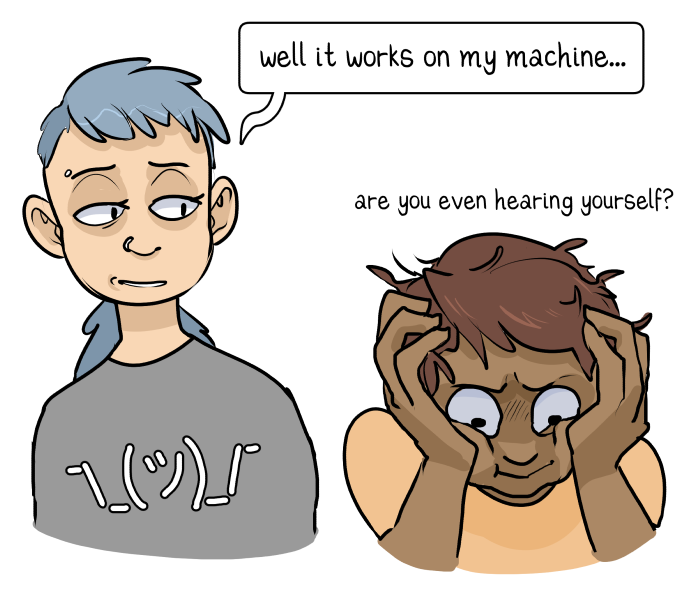 well it works on my machine...
are you even hearing yourself?
¯\_(ツ)_/¯